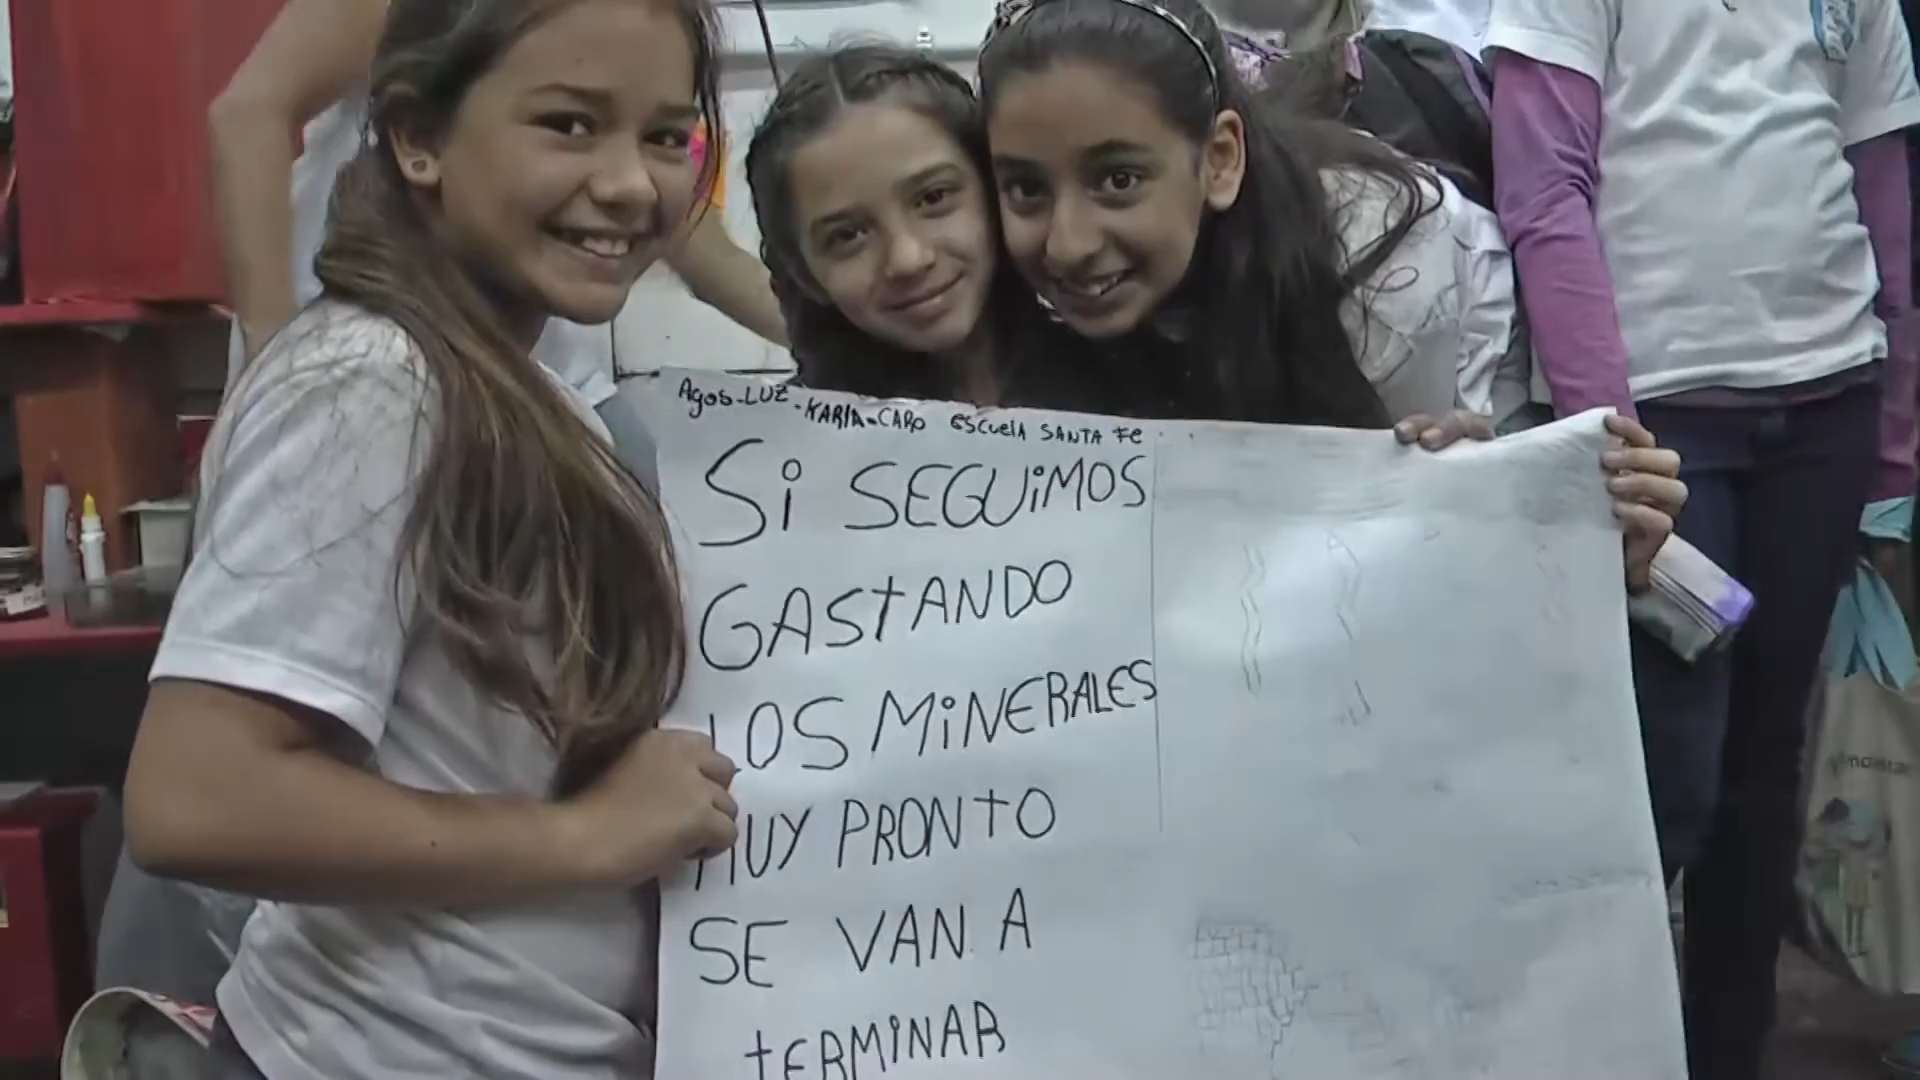 Agos-LUZ-KARIA-CARO ESCUElA SANTA Fe
Si SEGUiMOS
GAStANDO
LOS MiNERALES
MUY PRONtO
SE VAN A
tERMINAR